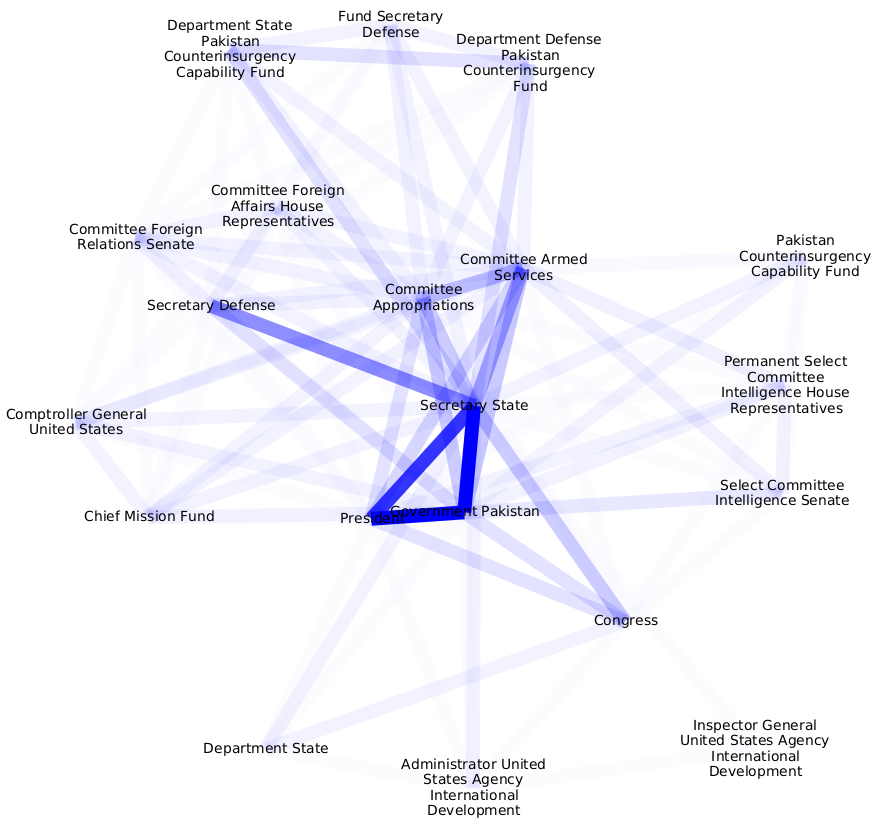 Department State
Pakistan
Counterinsurgency
Capability Fund
Fund Secretary
Defense
Department Defense
Pakistan
Counterinsurgency
Fund
Committee Foreign
Affairs House
Representatives
Committee Foreign
Relations Senate
Committee Armed
Services
Pakistan
Counterinsurgency
Capability Fund
Secretary Defense
Committee
Appropriations
Permanent Select
Committee
Intelligence House
Representatives
Secretary State
Comptroller General
United States
Select Committee
Intelligence Senate
Chief Mission Fund
President
Government Pakistan
Congress
Department State
Administrator United
States Agency
International
Development
Inspector General
United States Agency
International
Development